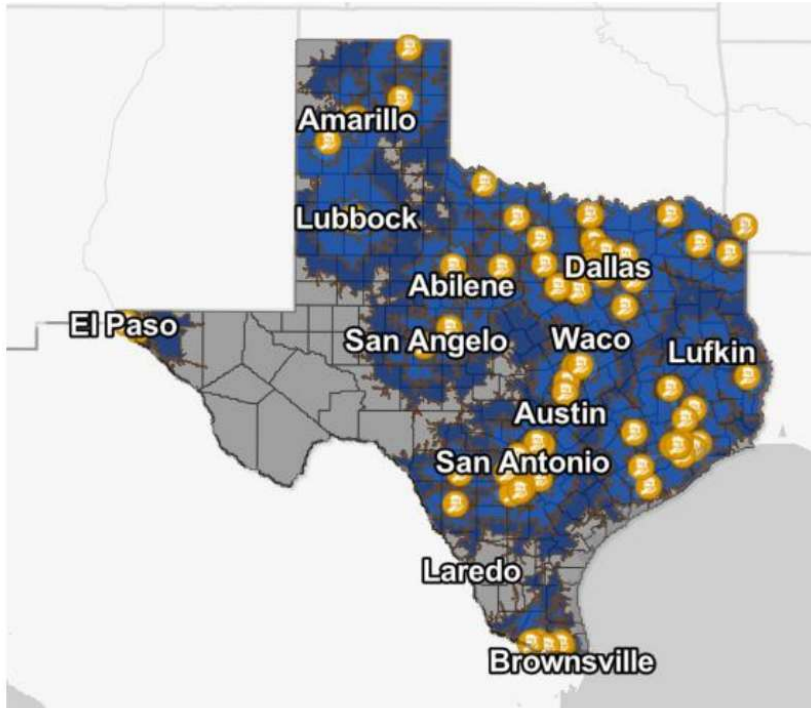 Amarillo
Lubbock
Abilene
Dallas
El Paso
San Angelo
Waco
Lufkin
Austin
San Antonio
Laredo
Brownsville